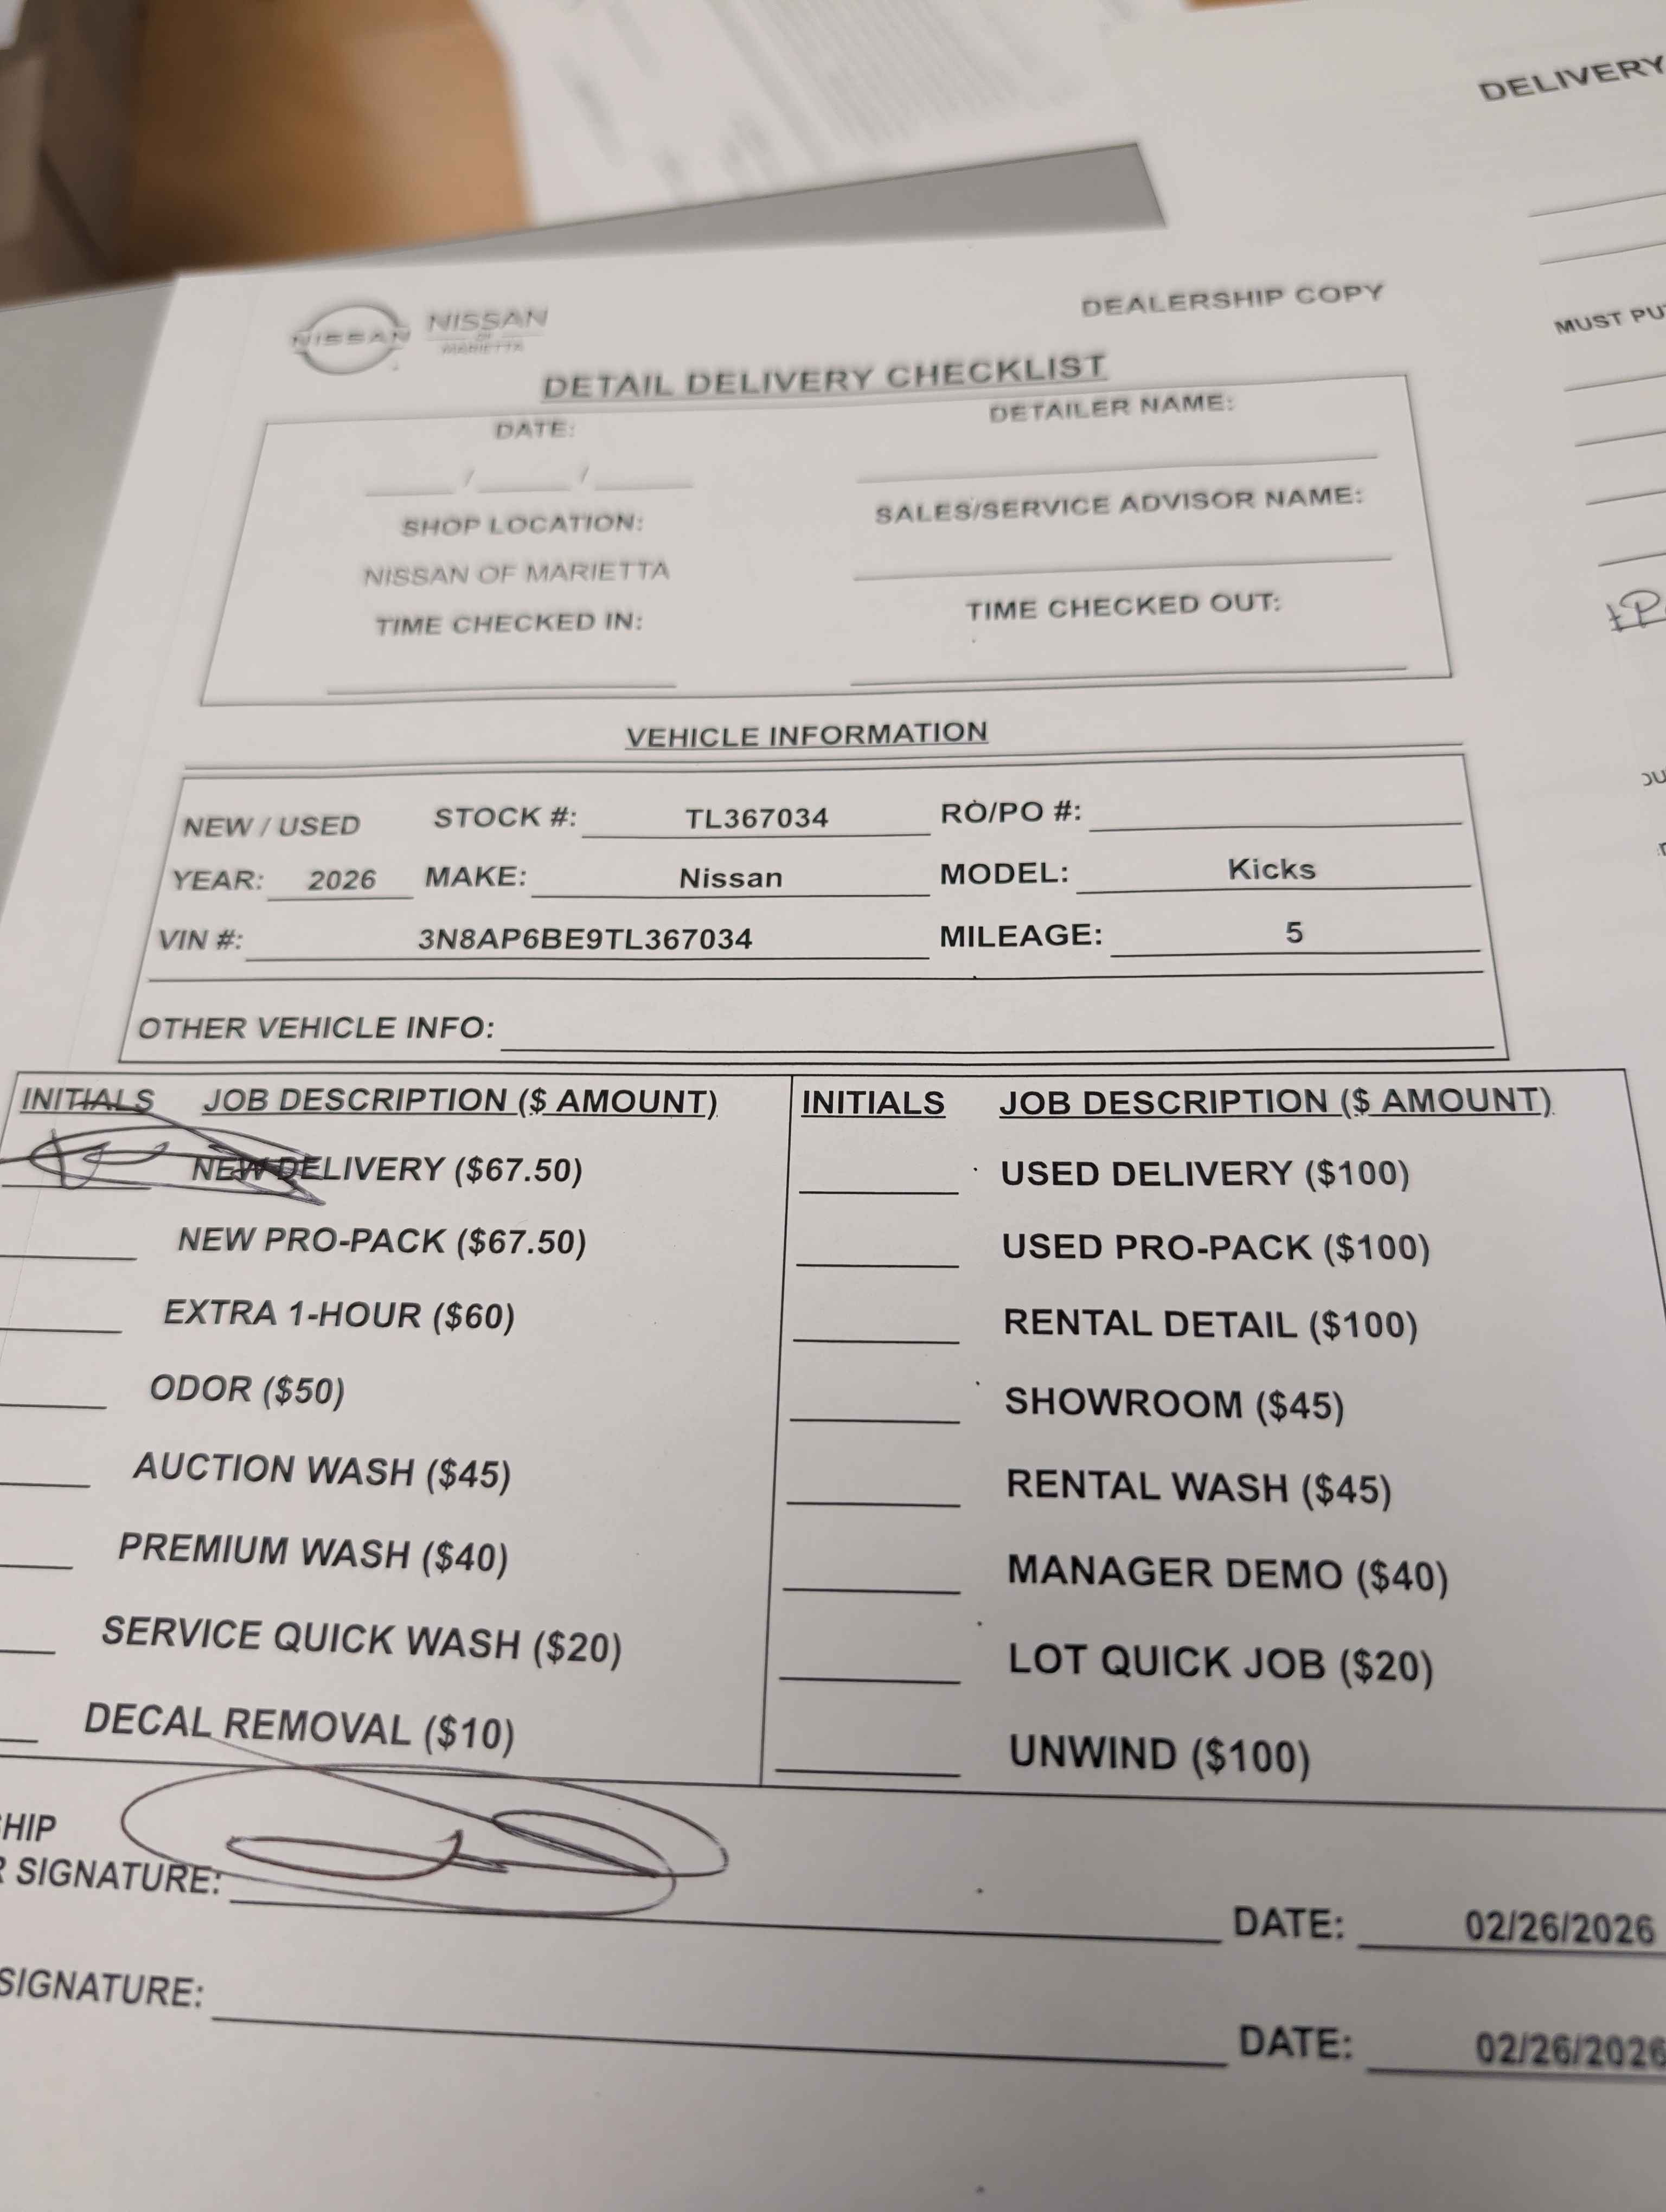 DELIVERY
DEALERSHIP COPY
NISSAN NISSAN
OF
MARIETTA
DETAIL DELIVERY CHECKLIST
DATE: DETAILER NAME:
/ /
SHOP LOCATION: SALES/SERVICE ADVISOR NAME:
NISSAN OF MARIETTA
TIME CHECKED IN: TIME CHECKED OUT:
MUST PU
VEHICLE INFORMATION
NEW / USED STOCK #: TL367034 RO/PO #:
YEAR: 2026 MAKE: Nissan MODEL: Kicks
VIN #: 3N8AP6BE9TL367034 MILEAGE: 5
OTHER VEHICLE INFO:
INITIALS JOB DESCRIPTION ($ AMOUNT)
NEW DELIVERY ($67.50)
NEW PRO-PACK ($67.50)
EXTRA 1-HOUR ($60)
ODOR ($50)
AUCTION WASH ($45)
PREMIUM WASH ($40)
SERVICE QUICK WASH ($20)
DECAL REMOVAL ($10)
INITIALS JOB DESCRIPTION ($ AMOUNT)
USED DELIVERY ($100)
USED PRO-PACK ($100)
RENTAL DETAIL ($100)
SHOWROOM ($45)
RENTAL WASH ($45)
MANAGER DEMO ($40)
LOT QUICK JOB ($20)
UNWIND ($100)
SHIP
R SIGNATURE: DATE: 02/26/2026
SIGNATURE: DATE: 02/26/2026